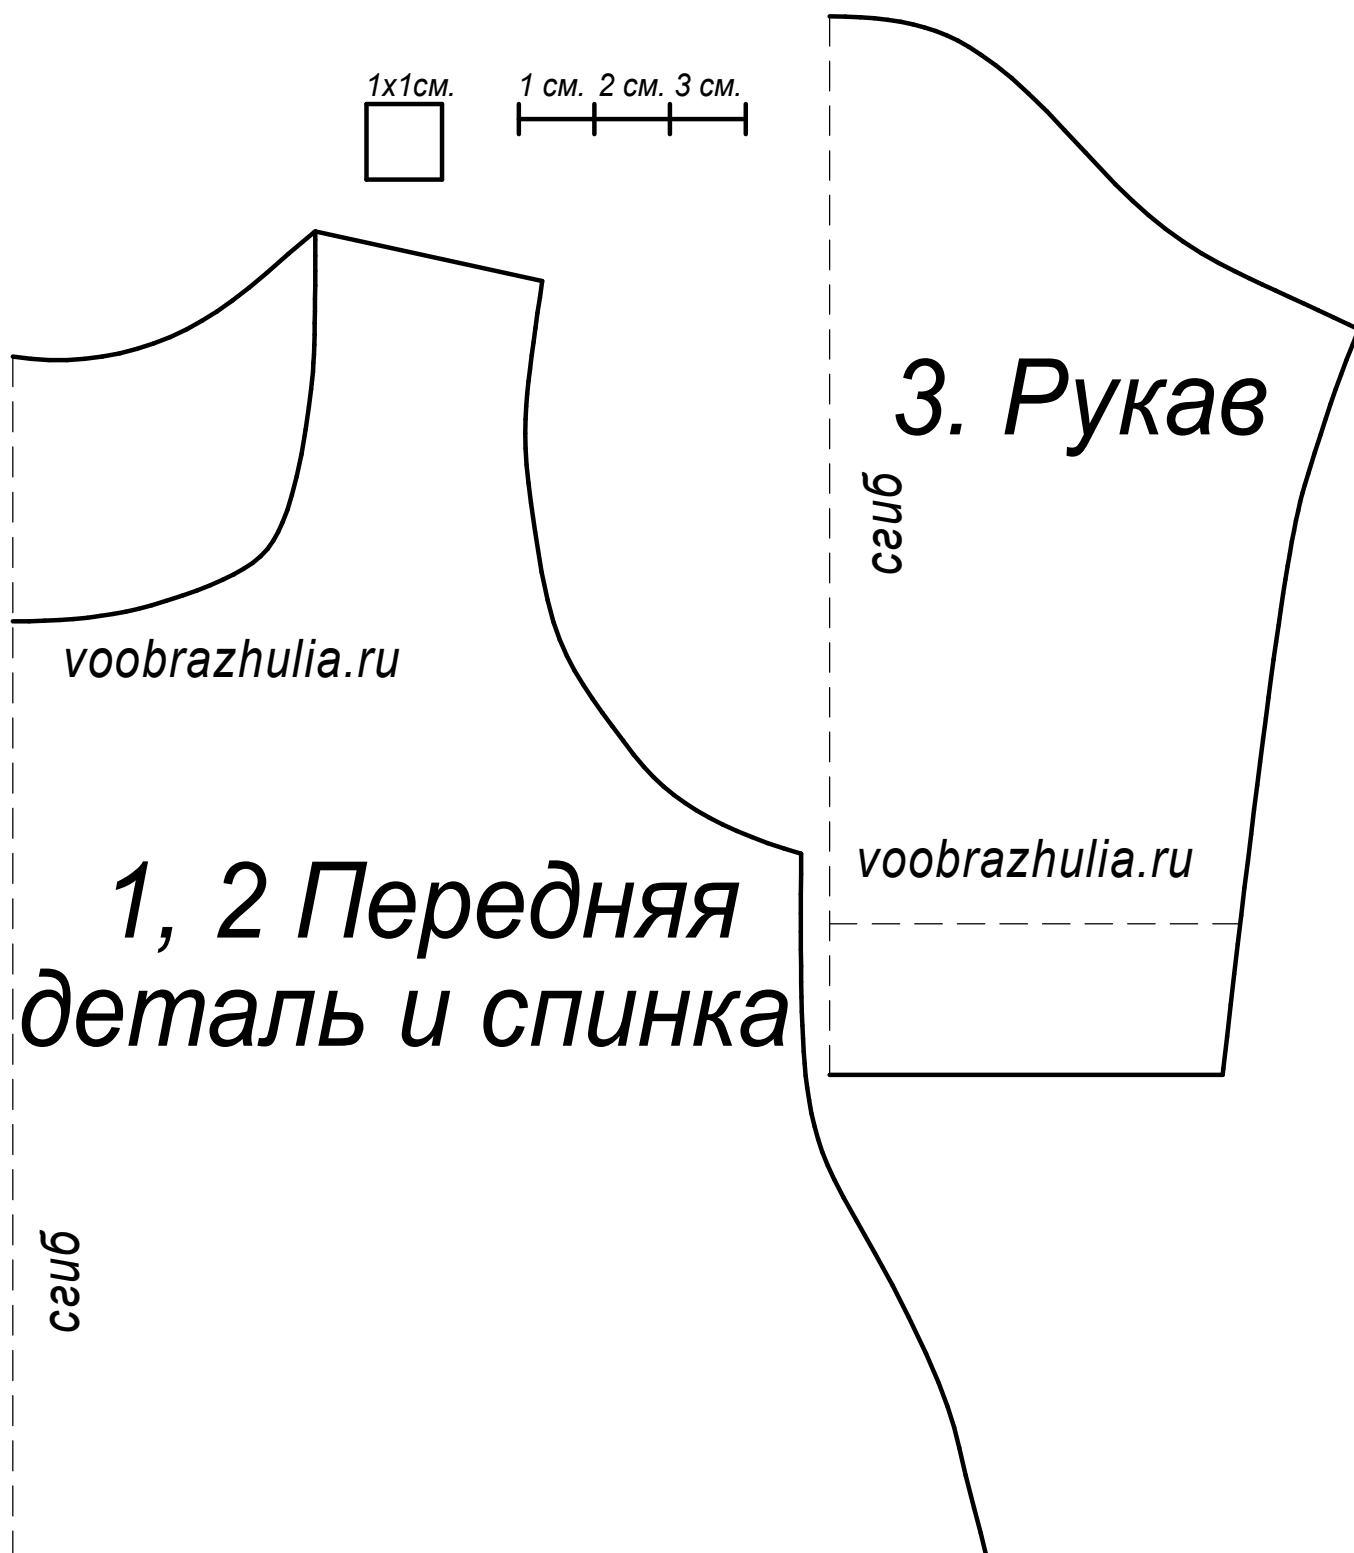 1х1см.
1 см. 2 см. 3 см.
3. Рукав
сгиб
voobrazhulia.ru
voobrazhulia.ru
1, 2 Передняя
деталь и спинка
сгиб